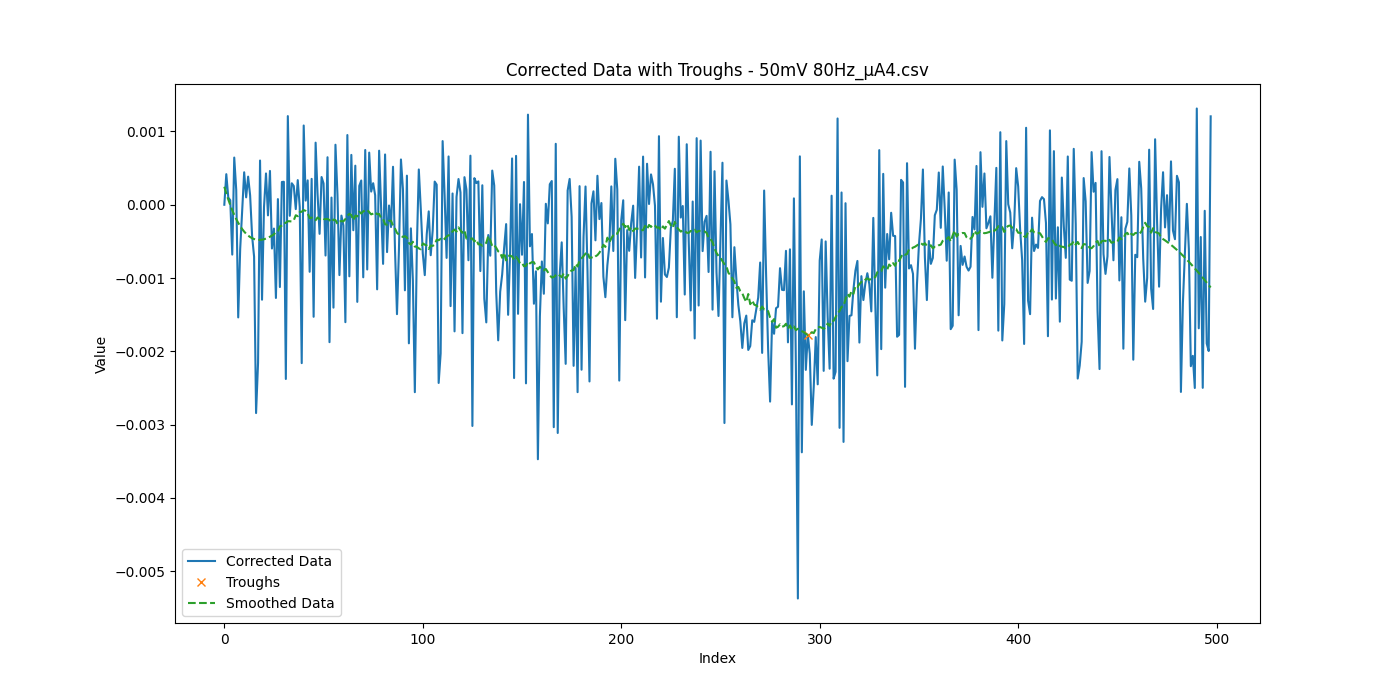 Corrected Data with Troughs - 50mV 80Hz_μA4.csv
0.001
0.000
−0.001
−0.002
−0.003
−0.004
−0.005
Value
Corrected Data
Troughs
Smoothed Data
0
100
200
300
400
500
Index